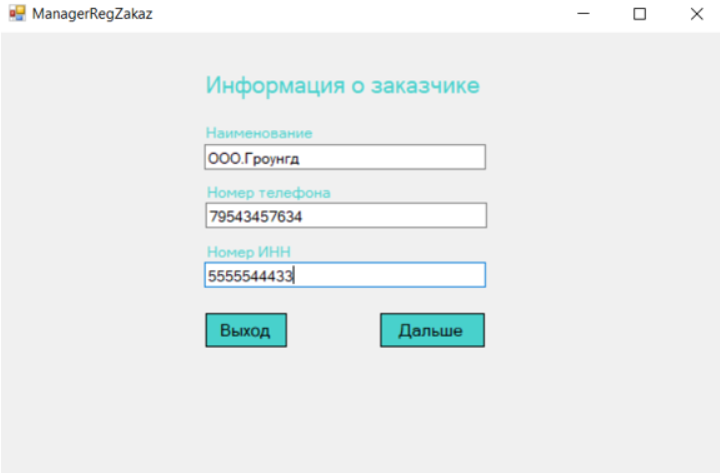 ManagerRegZakaz
Информация о заказчике
Наименование
ООО.Гроунгд
Номер телефона
79543457634
Номер ИНН
5555544433
Выход Дальше